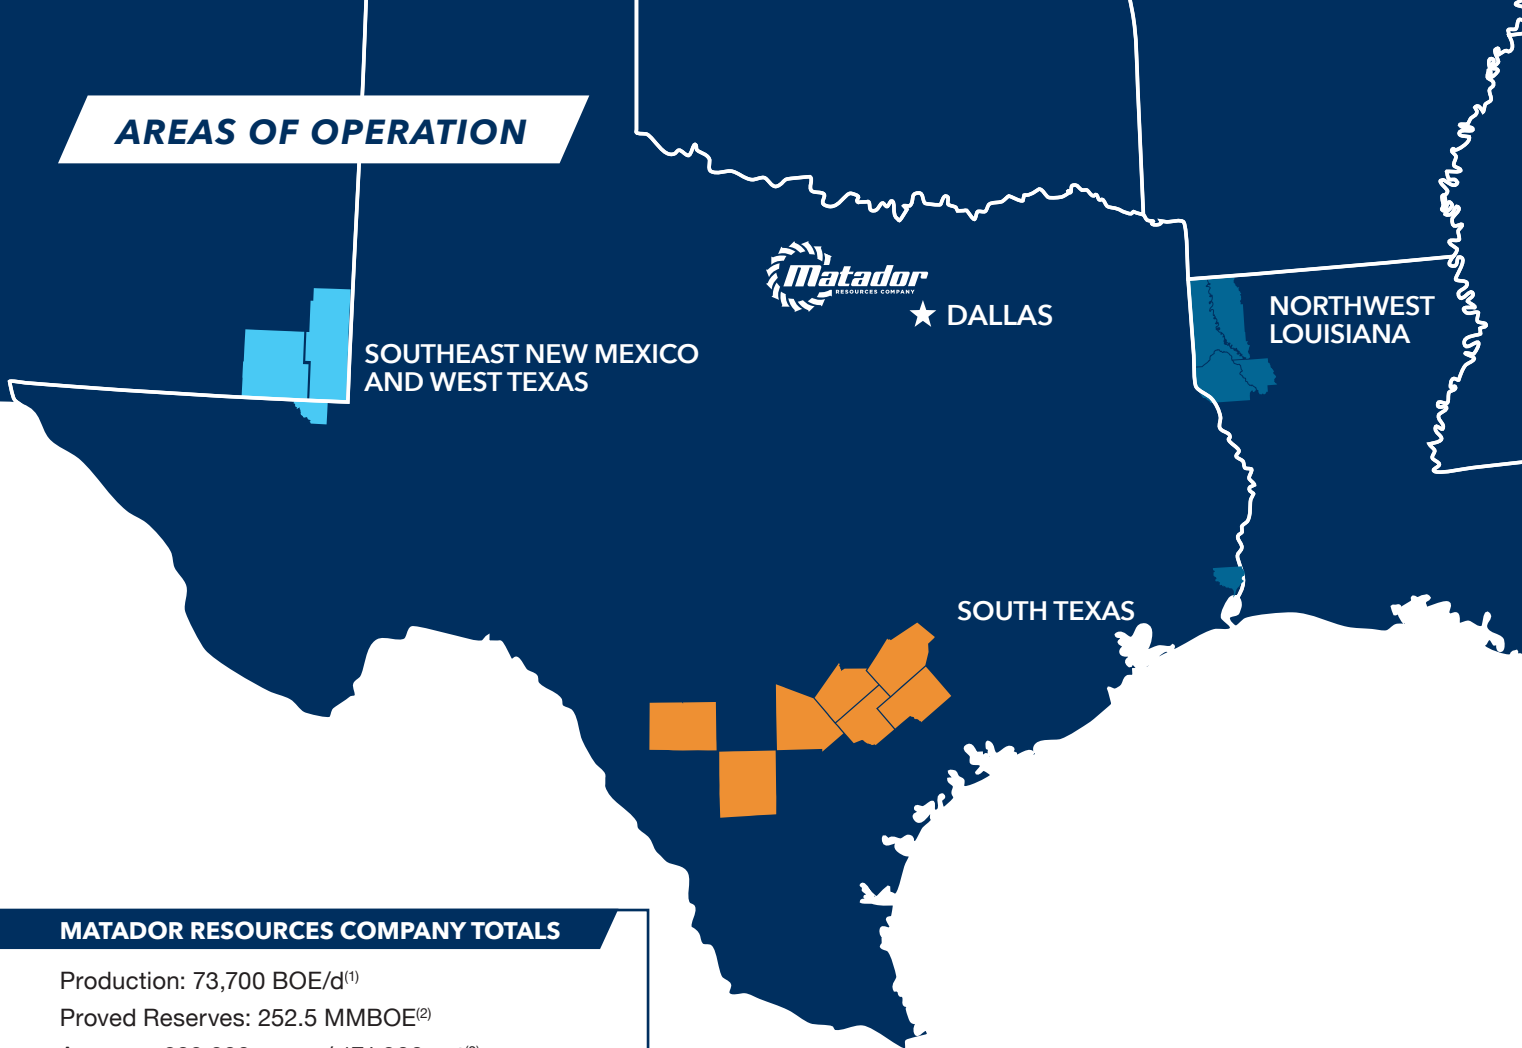 AREAS OF OPERATION
Matador
RESOURCES COMPANY
DALLAS
NORTHWEST
LOUISIANA
SOUTHEAST NEW MEXICO
AND WEST TEXAS
SOUTH TEXAS
MATADOR RESOURCES COMPANY TOTALS
Production: 73,700 BOE/d(1)
Proved Reserves: 252.5 MMBOE(2)